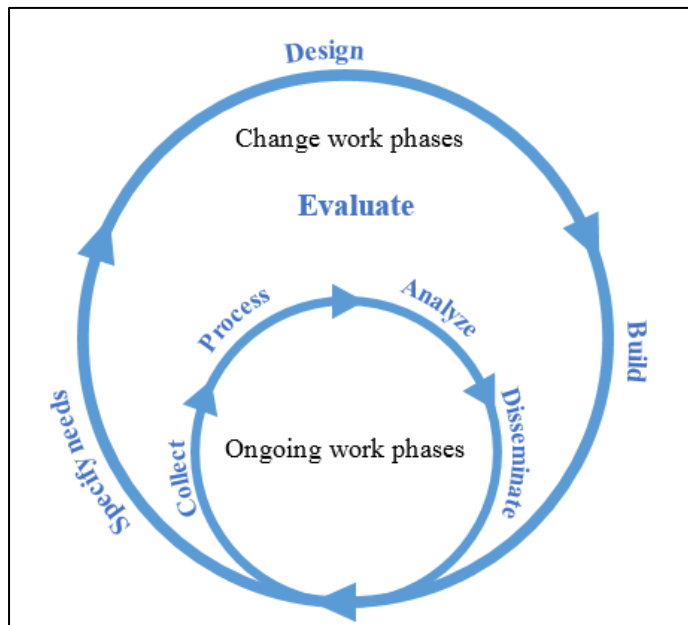 Design
Change work phases
Evaluate
Process
Analyze
Build
Specify needs
Collect
Ongoing work phases
Disseminate